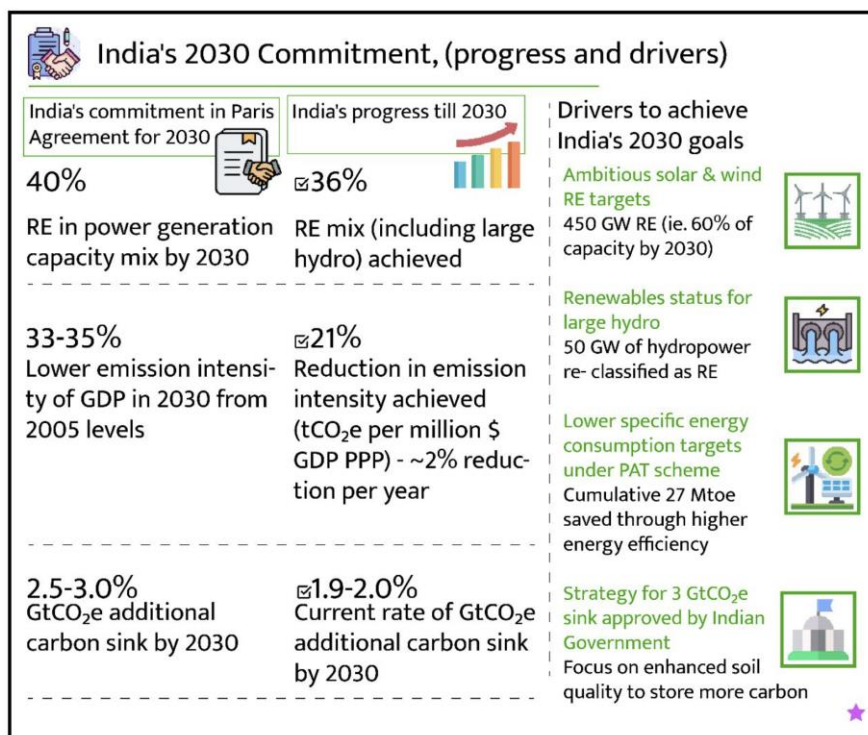 India's 2030 Commitment, (progress and drivers)
India's commitment in Paris
Agreement for 2030
40%
RE in power generation
capacity mix by 2030
33-35%
Lower emission intensi-
ty of GDP in 2030 from
2005 levels
2.5-3.0%
GtCO₂e additional
carbon sink by 2030
India's progress till 2030
☑36%
RE mix (including large
hydro) achieved
☑21%
Reduction in emission
intensity achieved
(tCO₂e per million $
GDP PPP) - ~2% reduc-
tion per year
☑1.9-2.0%
Current rate of GtCO₂e
additional carbon sink
by 2030
Drivers to achieve
India's 2030 goals
Ambitious solar & wind
RE targets
450 GW RE (ie. 60% of
capacity by 2030)
Renewables status for
large hydro
50 GW of hydropower
re- classified as RE
Lower specific energy
consumption targets
under PAT scheme
Cumulative 27 Mtoe
saved through higher
energy efficiency
Strategy for 3 GtCO₂e
sink approved by Indian
Government
Focus on enhanced soil
quality to store more carbon